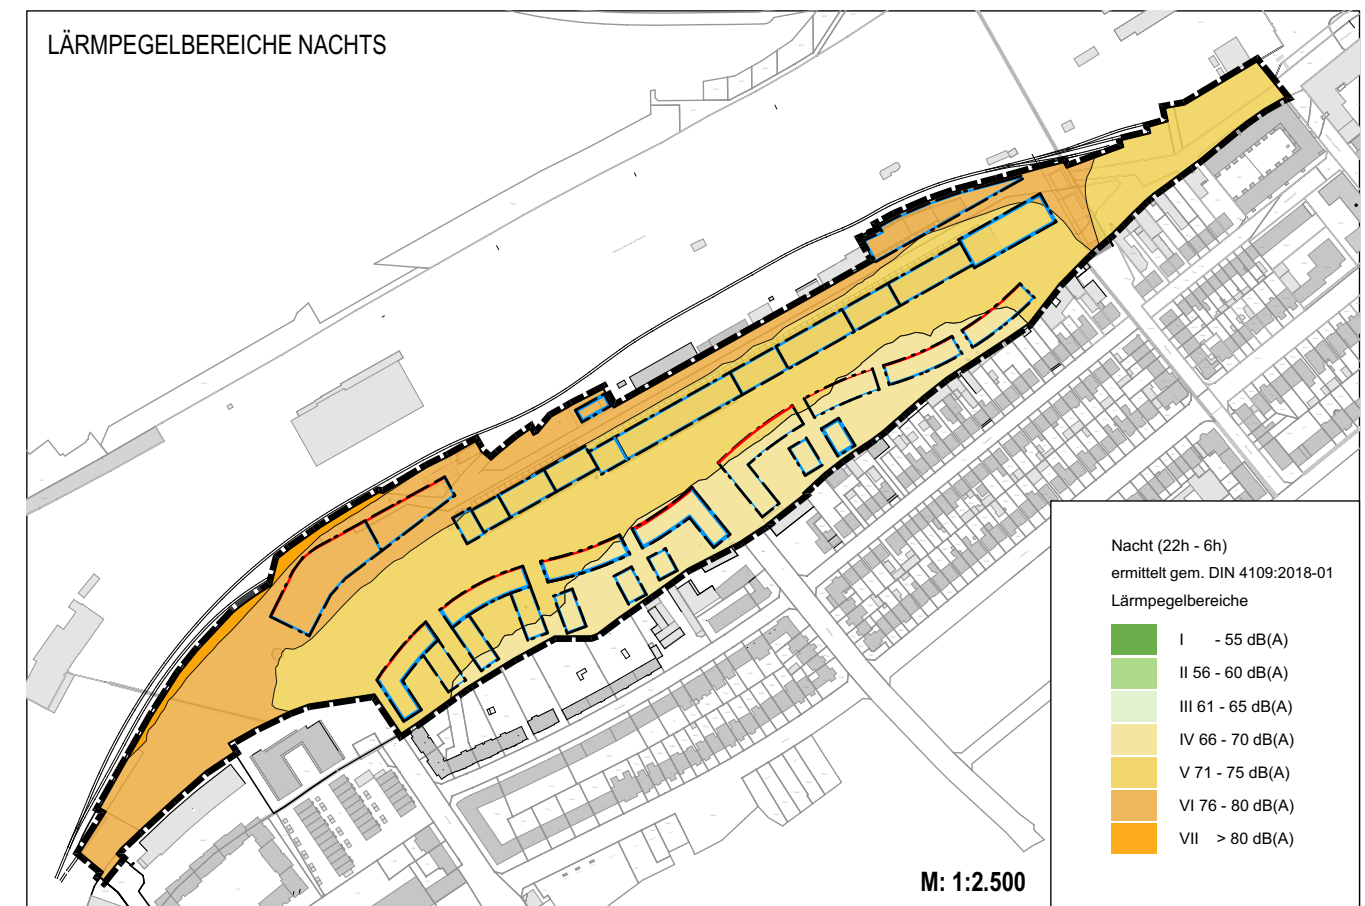 LÄRMPEGELBEREICHE NACHTS
Nacht (22h - 6h)
ermittelt gem. DIN 4109:2018-01
Lärmpegelbereiche
I - 55 dB(A)
II 56 - 60 dB(A)
III 61 - 65 dB(A)
IV 66 - 70 dB(A)
V 71 - 75 dB(A)
VI 76 - 80 dB(A)
VII > 80 dB(A)
M: 1:2.500